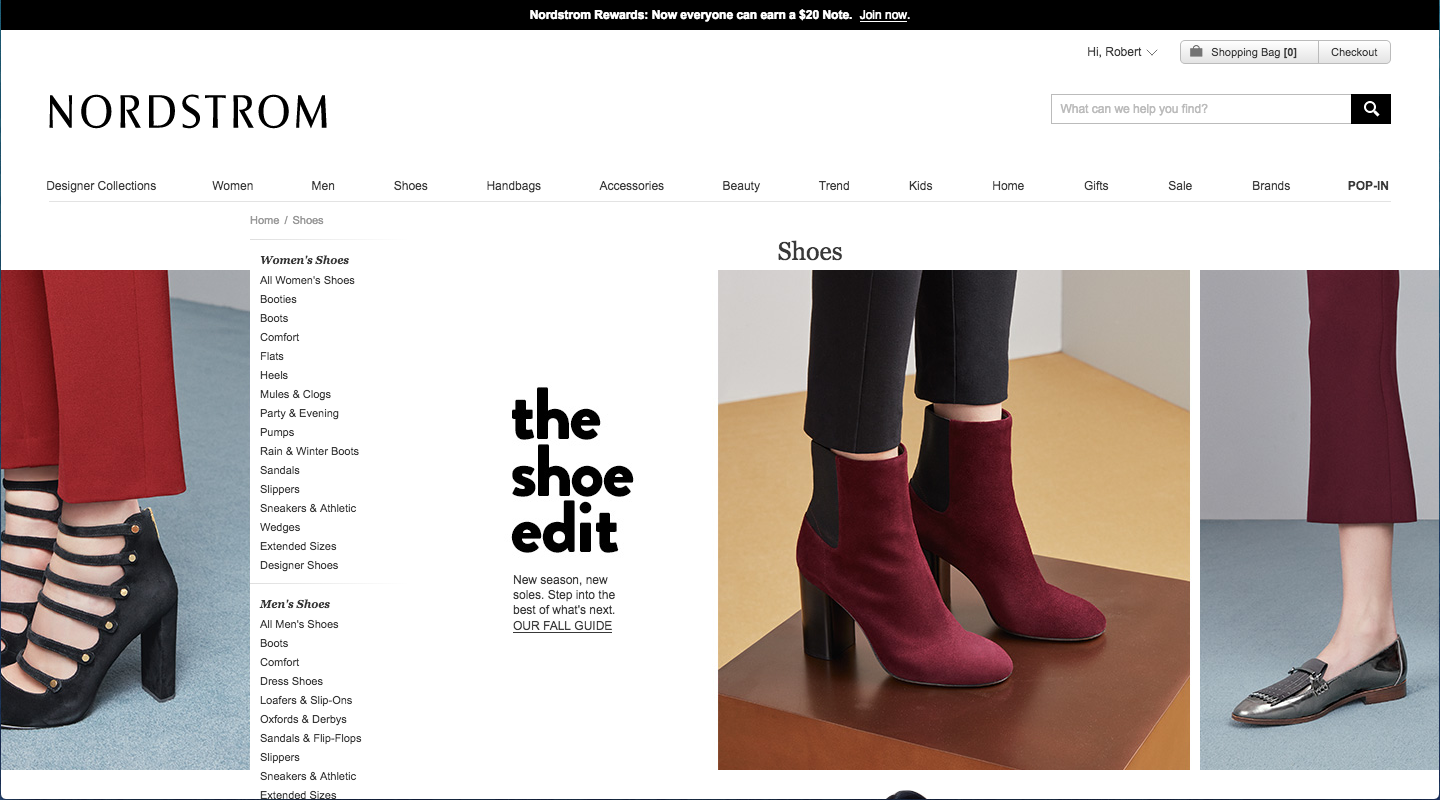 Nordstrom Rewards: Now everyone can earn a $20 Note. Join now.
Hi, Robert
Shopping Bag [0]
Checkout
NORDSTROM
What can we help you find?
Designer Collections Women Men Shoes Handbags Accessories Beauty Trend Kids Home Gifts Sale Brands POP-IN
Home / Shoes
Shoes
Women's Shoes
All Women's Shoes
Booties
Boots
Comfort
Flats
Heels
Mules & Clogs
Party & Evening
Pumps
Rain & Winter Boots
Sandals
Slippers
Sneakers & Athletic
Wedges
Extended Sizes
Designer Shoes
Men's Shoes
All Men's Shoes
Boots
Comfort
Dress Shoes
Loafers & Slip-Ons
Oxfords & Derbys
Sandals & Flip-Flops
Slippers
Sneakers & Athletic
Extended Sizes
the
shoe
edit
New season, new
soles. Step into the
best of what's next.
OUR FALL GUIDE